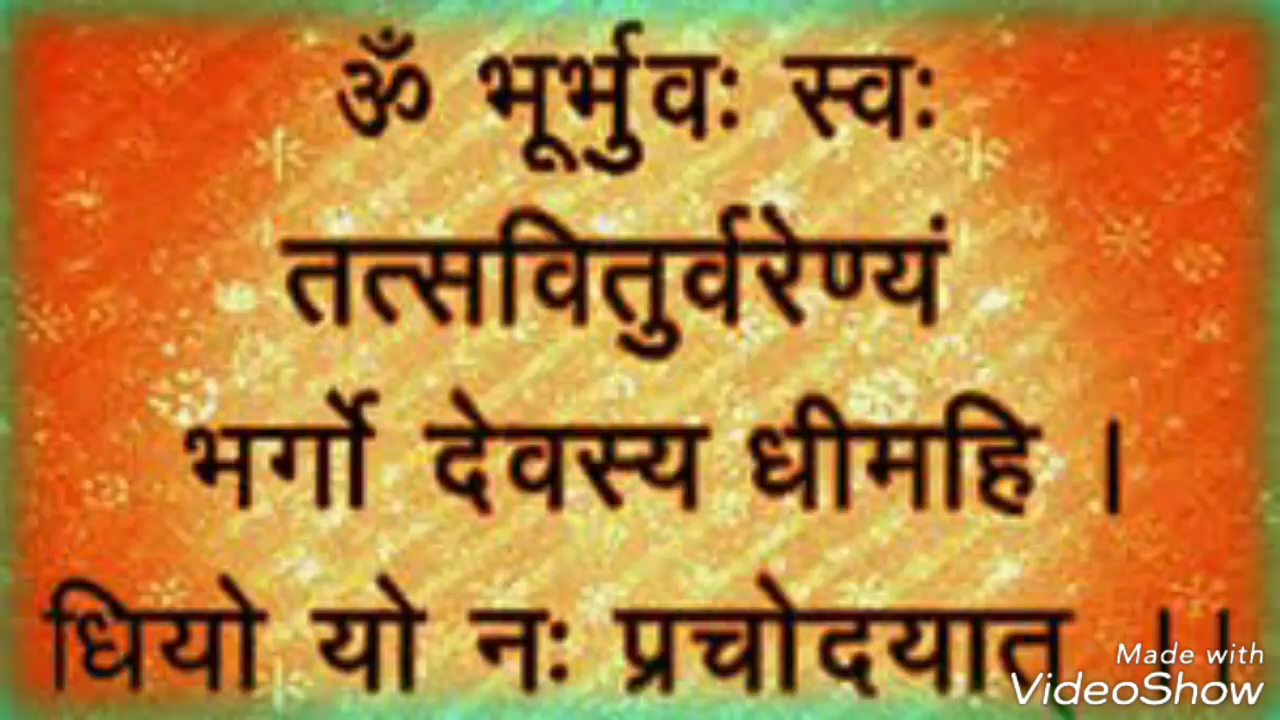 ॐ भूर्भुवः स्वः
तत्सवितुर्वरेण्यं
भर्गो देवस्य धीमहि ।
धियो यो नः प्रचोदयात् ।।
Made with
VideoShow